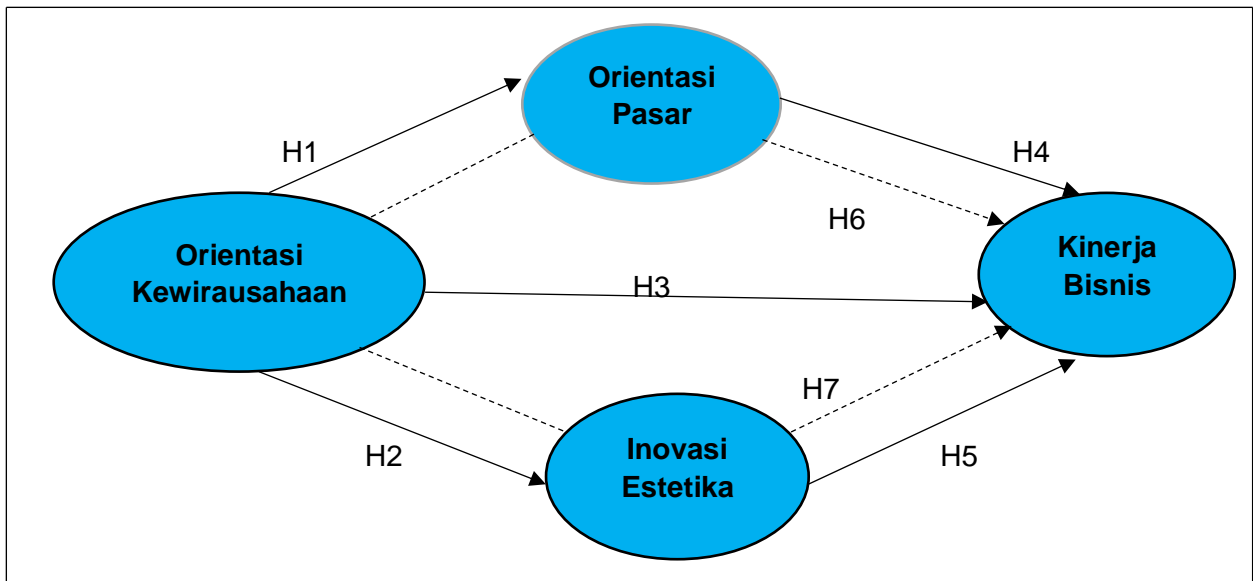 Orientasi
Pasar
H1
H4
H6
Orientasi
Kewirausahaan
Kinerja
Bisnis
H3
H7
H2
Inovasi
Estetika
H5